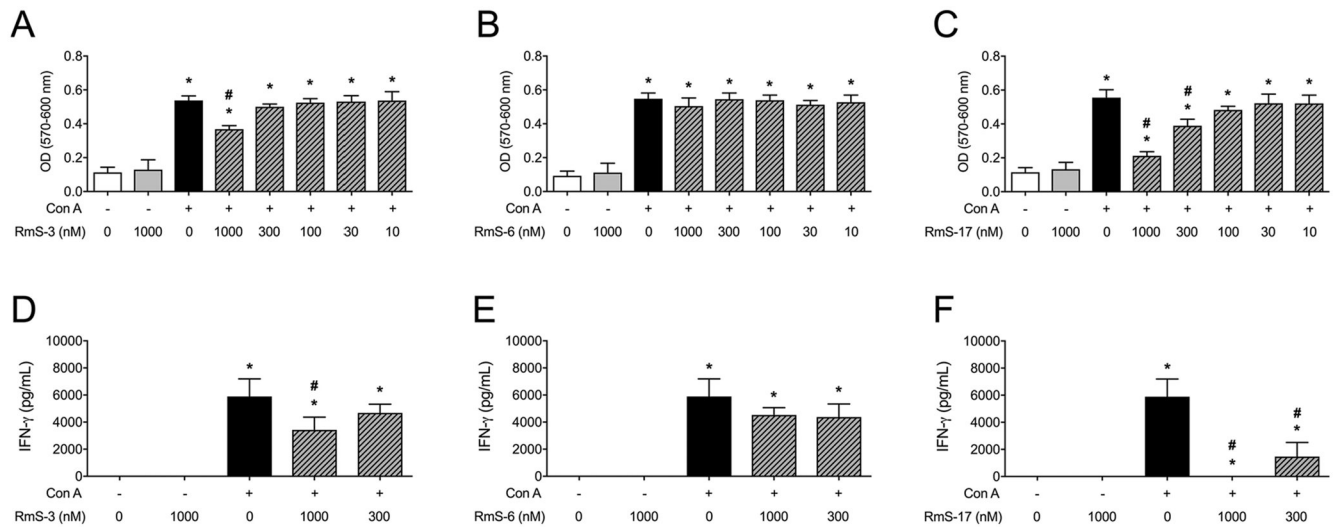 A
B
C
0.8
0.6
0.4
0.2
0.0
OD (570-600 nm)
*
#
*
*
*
*
*
Con A - - + + + + + +
RmS-3 (nM) 0 1000 0 1000 300 100 30 10
0.8
0.6
0.4
0.2
0.0
OD (570-600 nm)
*
*
*
*
*
*
Con A - - + + + + + +
RmS-6 (nM) 0 1000 0 1000 300 100 30 10
0.8
0.6
0.4
0.2
0.0
OD (570-600 nm)
*
#
*
#
*
*
*
*
Con A - - + + + + + +
RmS-17 (nM) 0 1000 0 1000 300 100 30 10
D
E
F
10000
8000
6000
4000
2000
0
IFN-γ (pg/mL)
*
#
*
*
Con A - - + + +
RmS-3 (nM) 0 1000 0 1000 300
10000
8000
6000
4000
2000
0
IFN-γ (pg/mL)
*
*
*
Con A - - + + +
RmS-6 (nM) 0 1000 0 1000 300
10000
8000
6000
4000
2000
0
IFN-γ (pg/mL)
*
#
*
#
*
Con A - - + + +
RmS-17 (nM) 0 1000 0 1000 300